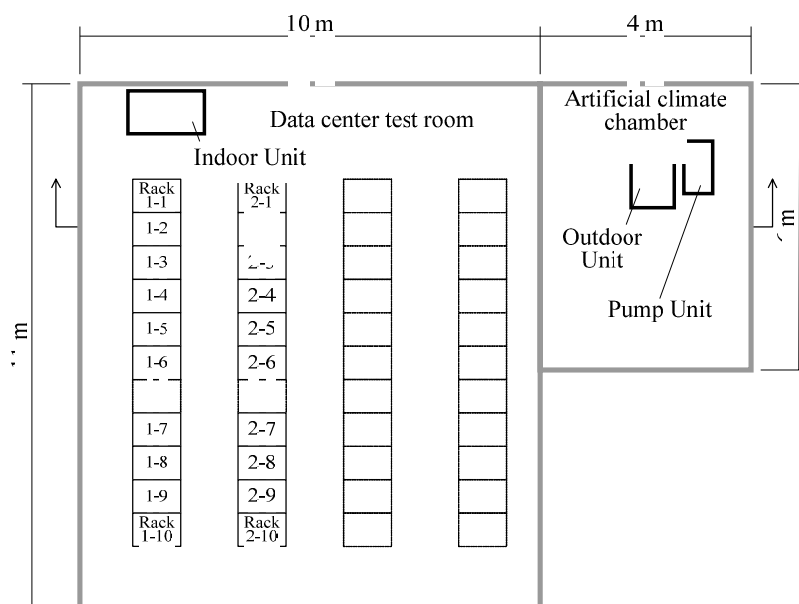 10 m
4 m
Data center test room
Artificial climate
chamber
Indoor Unit
Outdoor
Unit
Pump Unit
m
m
Rack
1-1
1-2
1-3
1-4
1-5
1-6
1-7
1-8
1-9
Rack
1-10
Rack
2-1
2-4
2-5
2-6
2-7
2-8
2-9
Rack
2-10